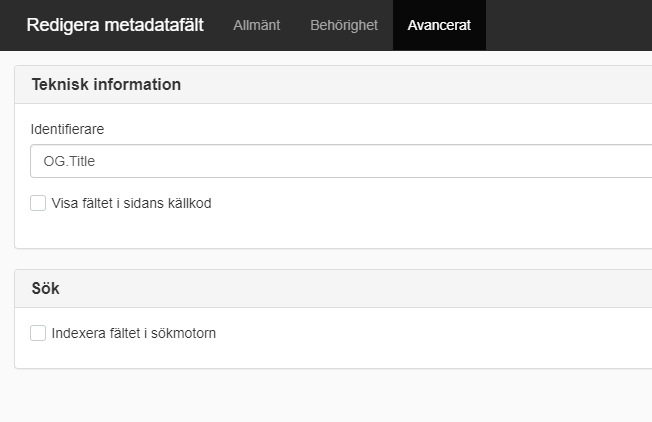 Redigera metadatafält Allmänt Behörighet Avancerat
Teknisk information
Identifierare
OG.Title
Visa fältet i sidans källkod
Sök
Indexera fältet i sökmotorn